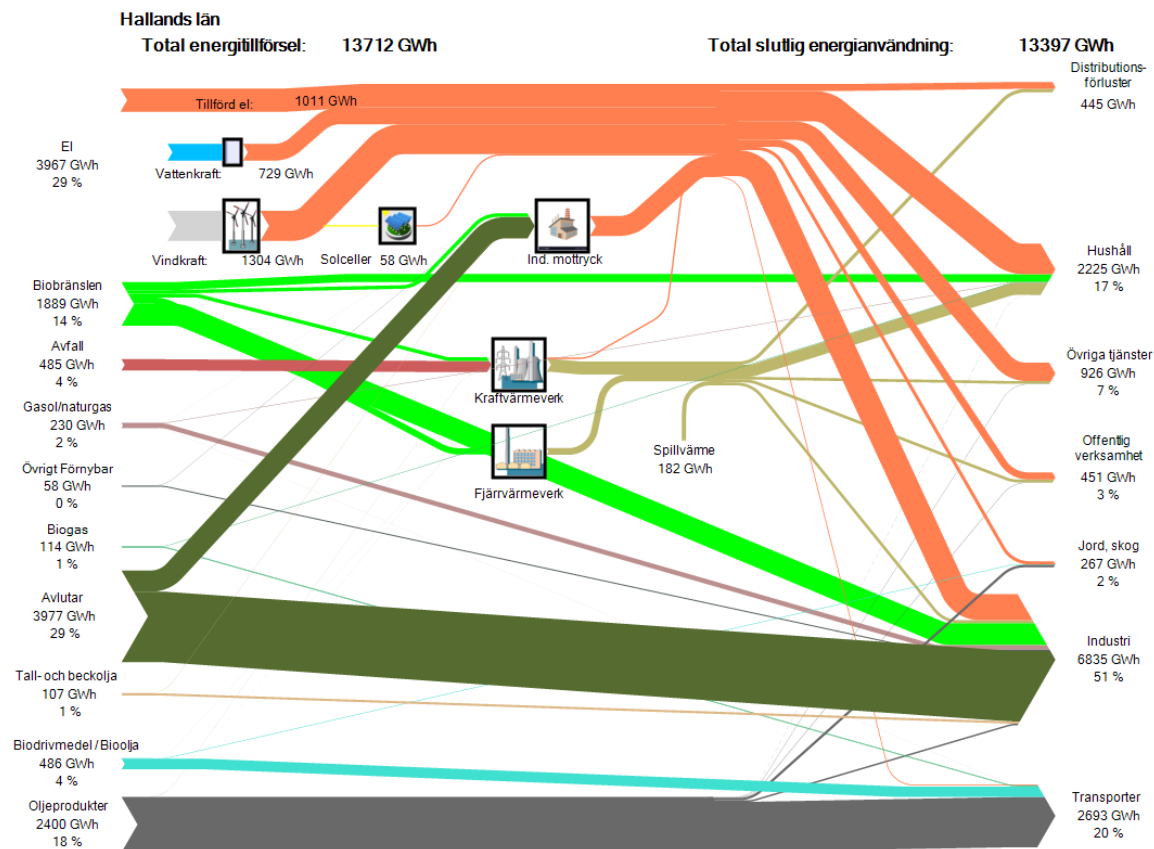 Hallands län
Total energitillförsel: 13712 GWh
Total slutlig energianvändning: 13397 GWh
Distributions-
förluster
445 GWh
Tillförd el: 1011 GWh
El
3967 GWh
29 %
Vattenkraft: 729 GWh
Vindkraft: 1304 GWh
Solceller 58 GWh
Ind. mottryck
Hushåll
2225 GWh
17 %
Biobränslen
1889 GWh
14 %
Avfall
485 GWh
4 %
Kraftvärmeverk
Övriga tjänster
926 GWh
7 %
Gasol/naturgas
230 GWh
2 %
Spillvärme
182 GWh
Offentlig
verksamhet
451 GWh
3 %
Övrigt Förnybar
58 GWh
0 %
Fjärrvärmeverk
Biogas
114 GWh
1 %
Jord, skog
267 GWh
2 %
Avlutar
3977 GWh
29 %
Industri
6835 GWh
51 %
Tall- och beckolja
107 GWh
1 %
Biodrivmedel / Bioolja
486 GWh
4 %
Oljeprodukter
2400 GWh
18 %
Transporter
2693 GWh
20 %